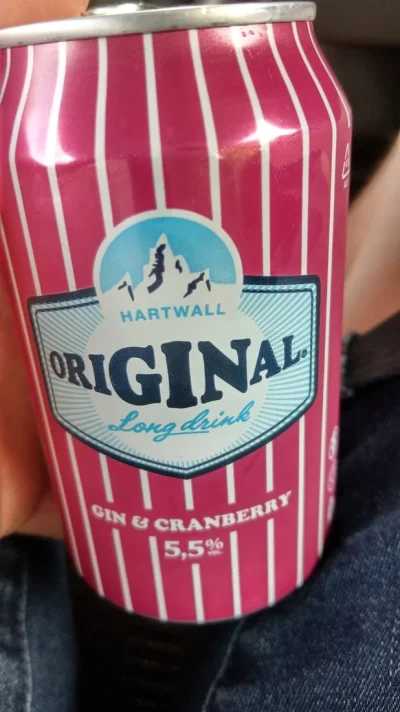 HARTWALL
ORIGINAL.
Long drink
GIN & CRANBERRY
5,5%